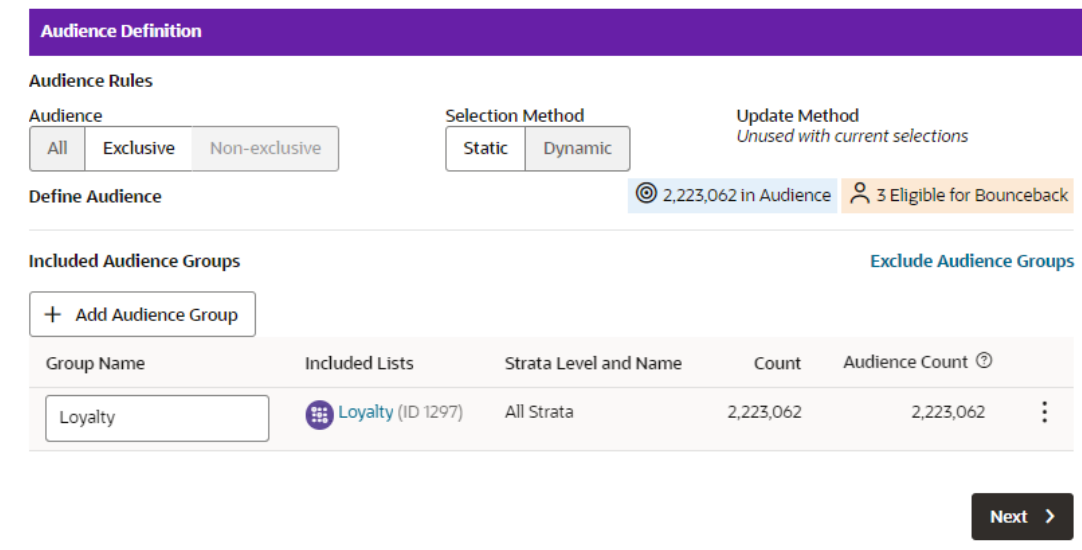 Audience Definition
Audience Rules
Audience Selection Method Update Method
All Exclusive Non-exclusive Static Dynamic Unused with current selections
Define Audience 2,223,062 in Audience 3 Eligible for Bounceback
Included Audience Groups Exclude Audience Groups
+ Add Audience Group
Group Name Included Lists Strata Level and Name Count Audience Count ?
Loyalty Loyalty (ID 1297) All Strata 2,223,062 2,223,062
Next